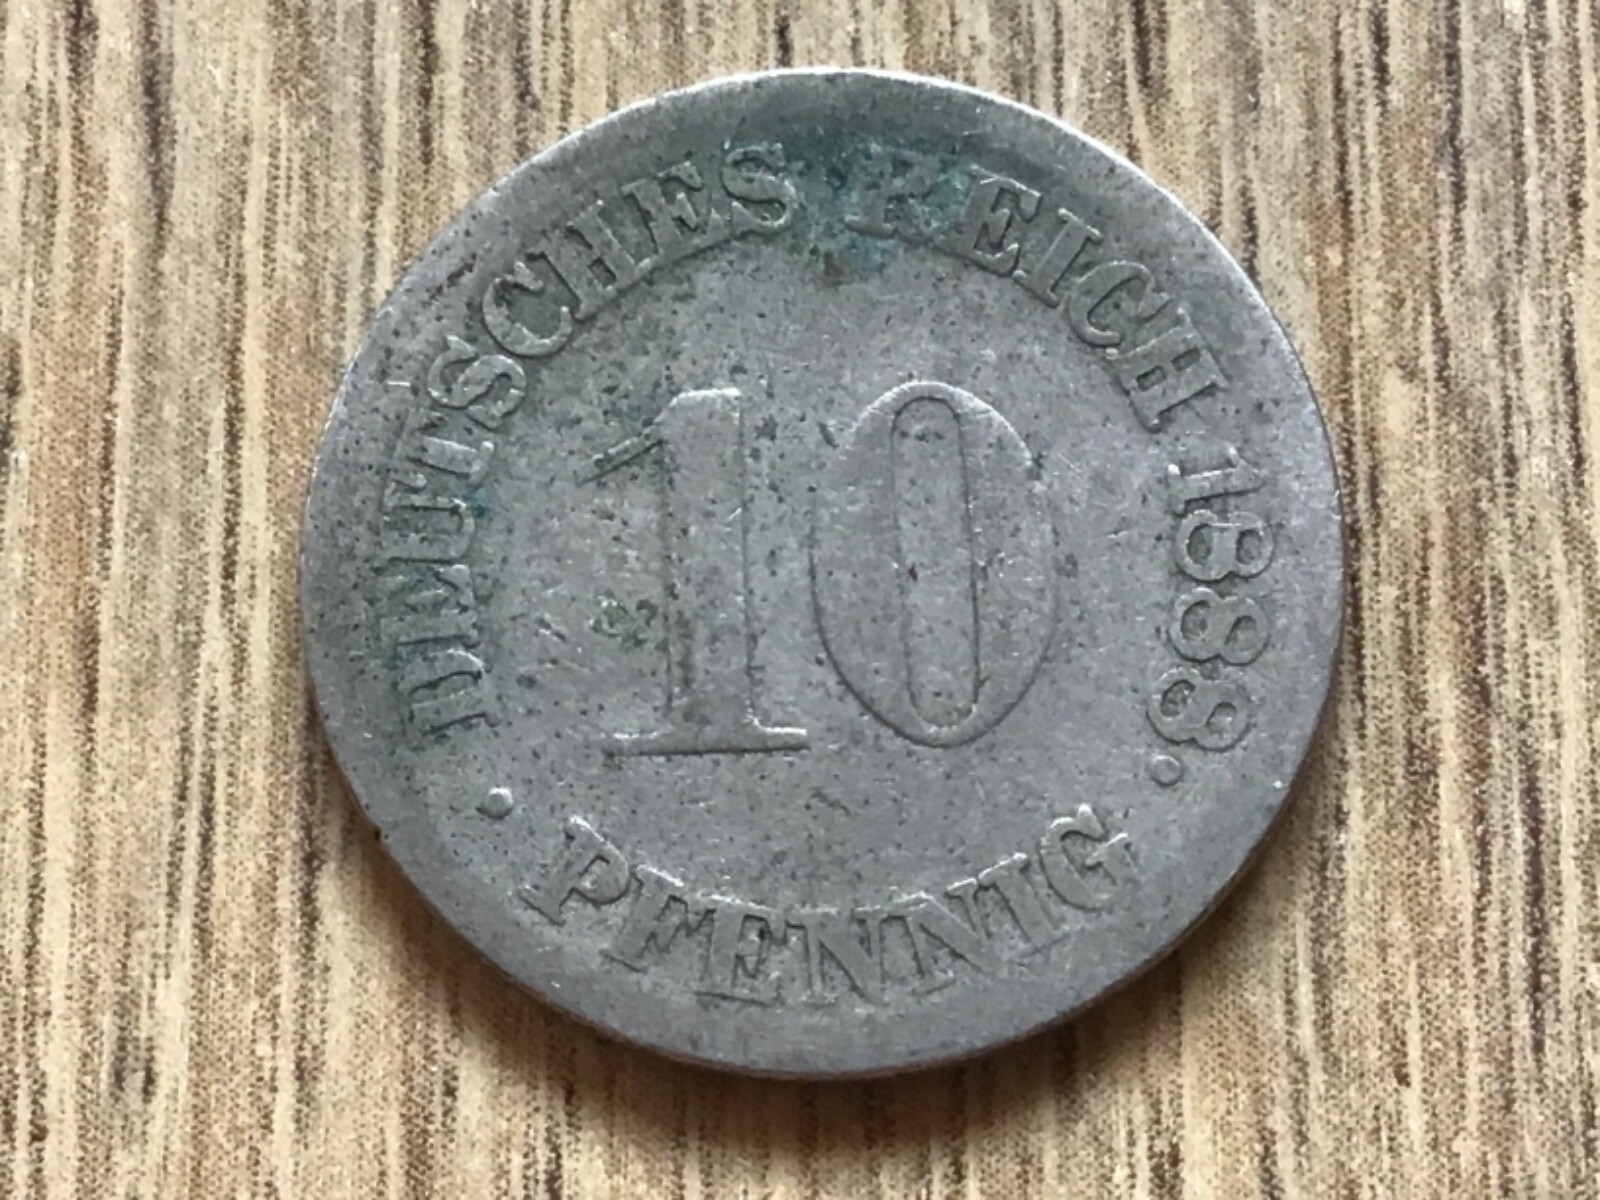 DEUTSCHES REICH 1888.
10
· PFENNIG